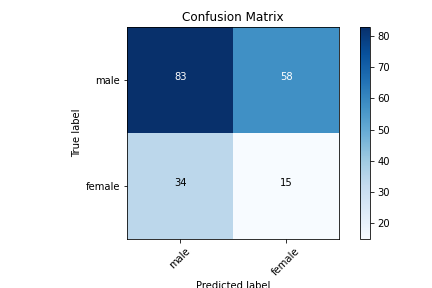 Confusion Matrix
True label
male
83
58
female
34
15
male
female
Predicted label
80
70
60
50
40
30
20